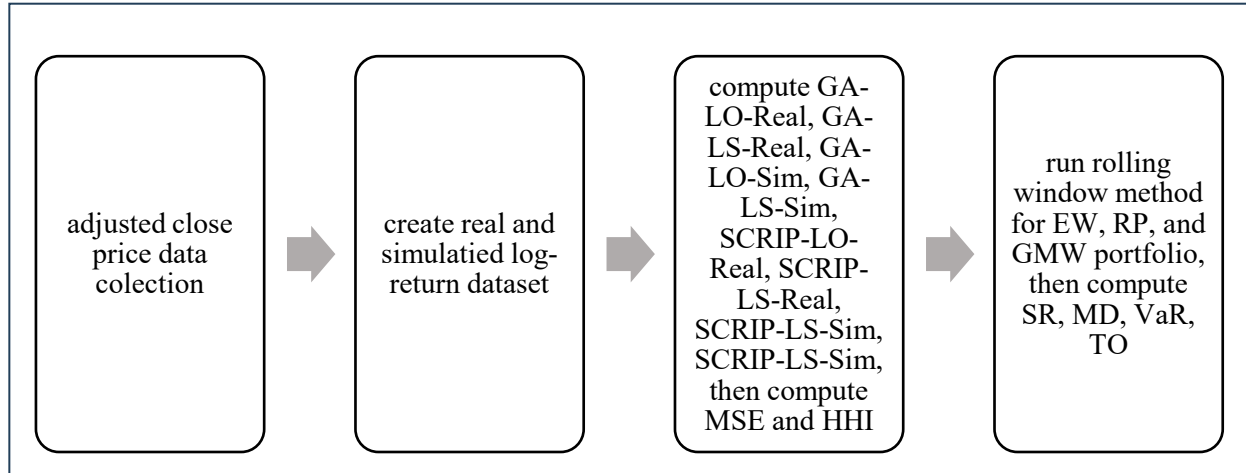 adjusted close
price data
colection
create real and
simulatied log-
return dataset
compute GA-
LO-Real, GA-
LS-Real, GA-
LO-Sim, GA-
LS-Sim,
SCRIP-LO-
Real, SCRIP-
LS-Real,
SCRIP-LS-Sim,
SCRIP-LS-Sim,
then compute
MSE and HHI
run rolling
window method
for EW, RP, and
GMW portfolio,
then compute
SR, MD, VaR,
TO